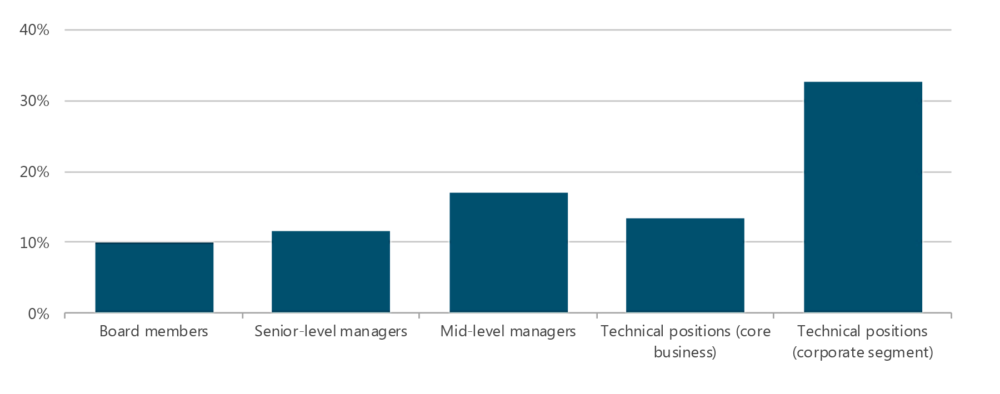 40%
30%
20%
10%
0%
Board members
Senior-level managers
Mid-level managers
Technical positions (core
business)
Technical positions
(corporate segment)